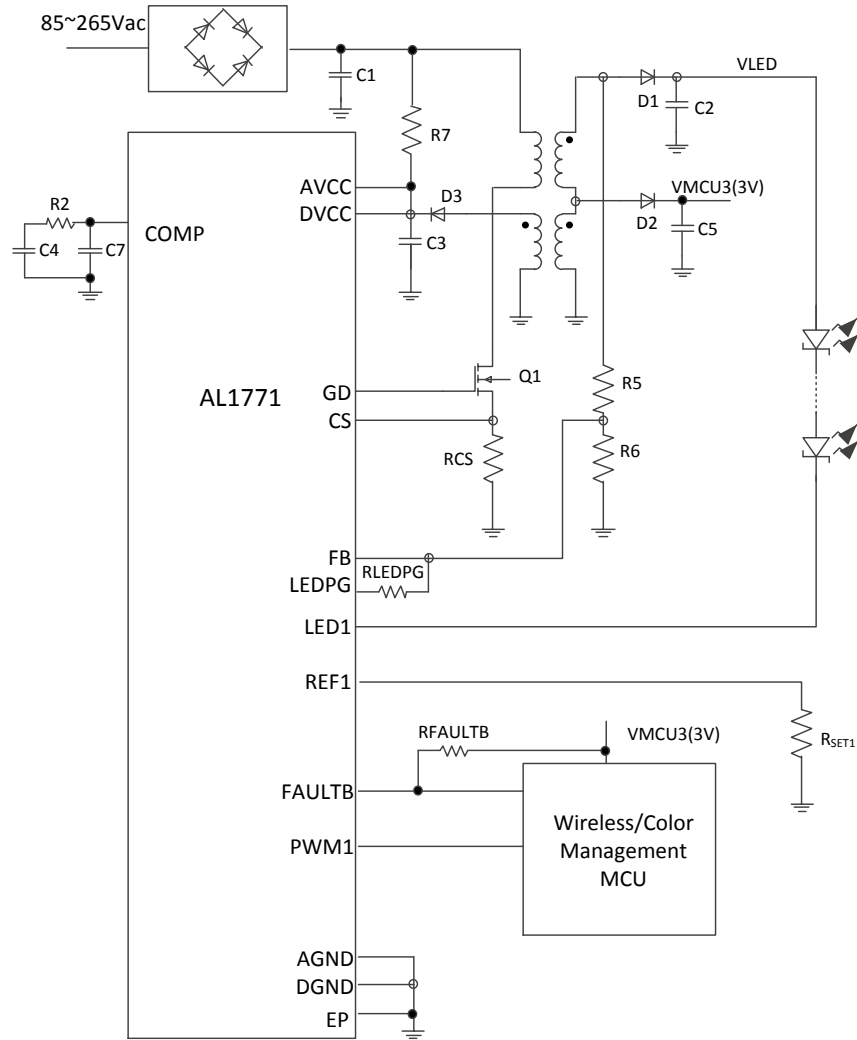 85~265Vac
C1
R7
D1
VLED
C2
AVCC
DVCC
D3
VMCU3(3V)
D2
C5
R2
COMP
C4
C7
C3
AL1771
GD
Q1
CS
R5
RCS
R6
FB
RLEDPG
LEDPG
LED1
REF1
RSET1
RFAULTB
VMCU3(3V)
FAULTB
PWM1
Wireless/Color
Management
MCU
AGND
DGND
EP